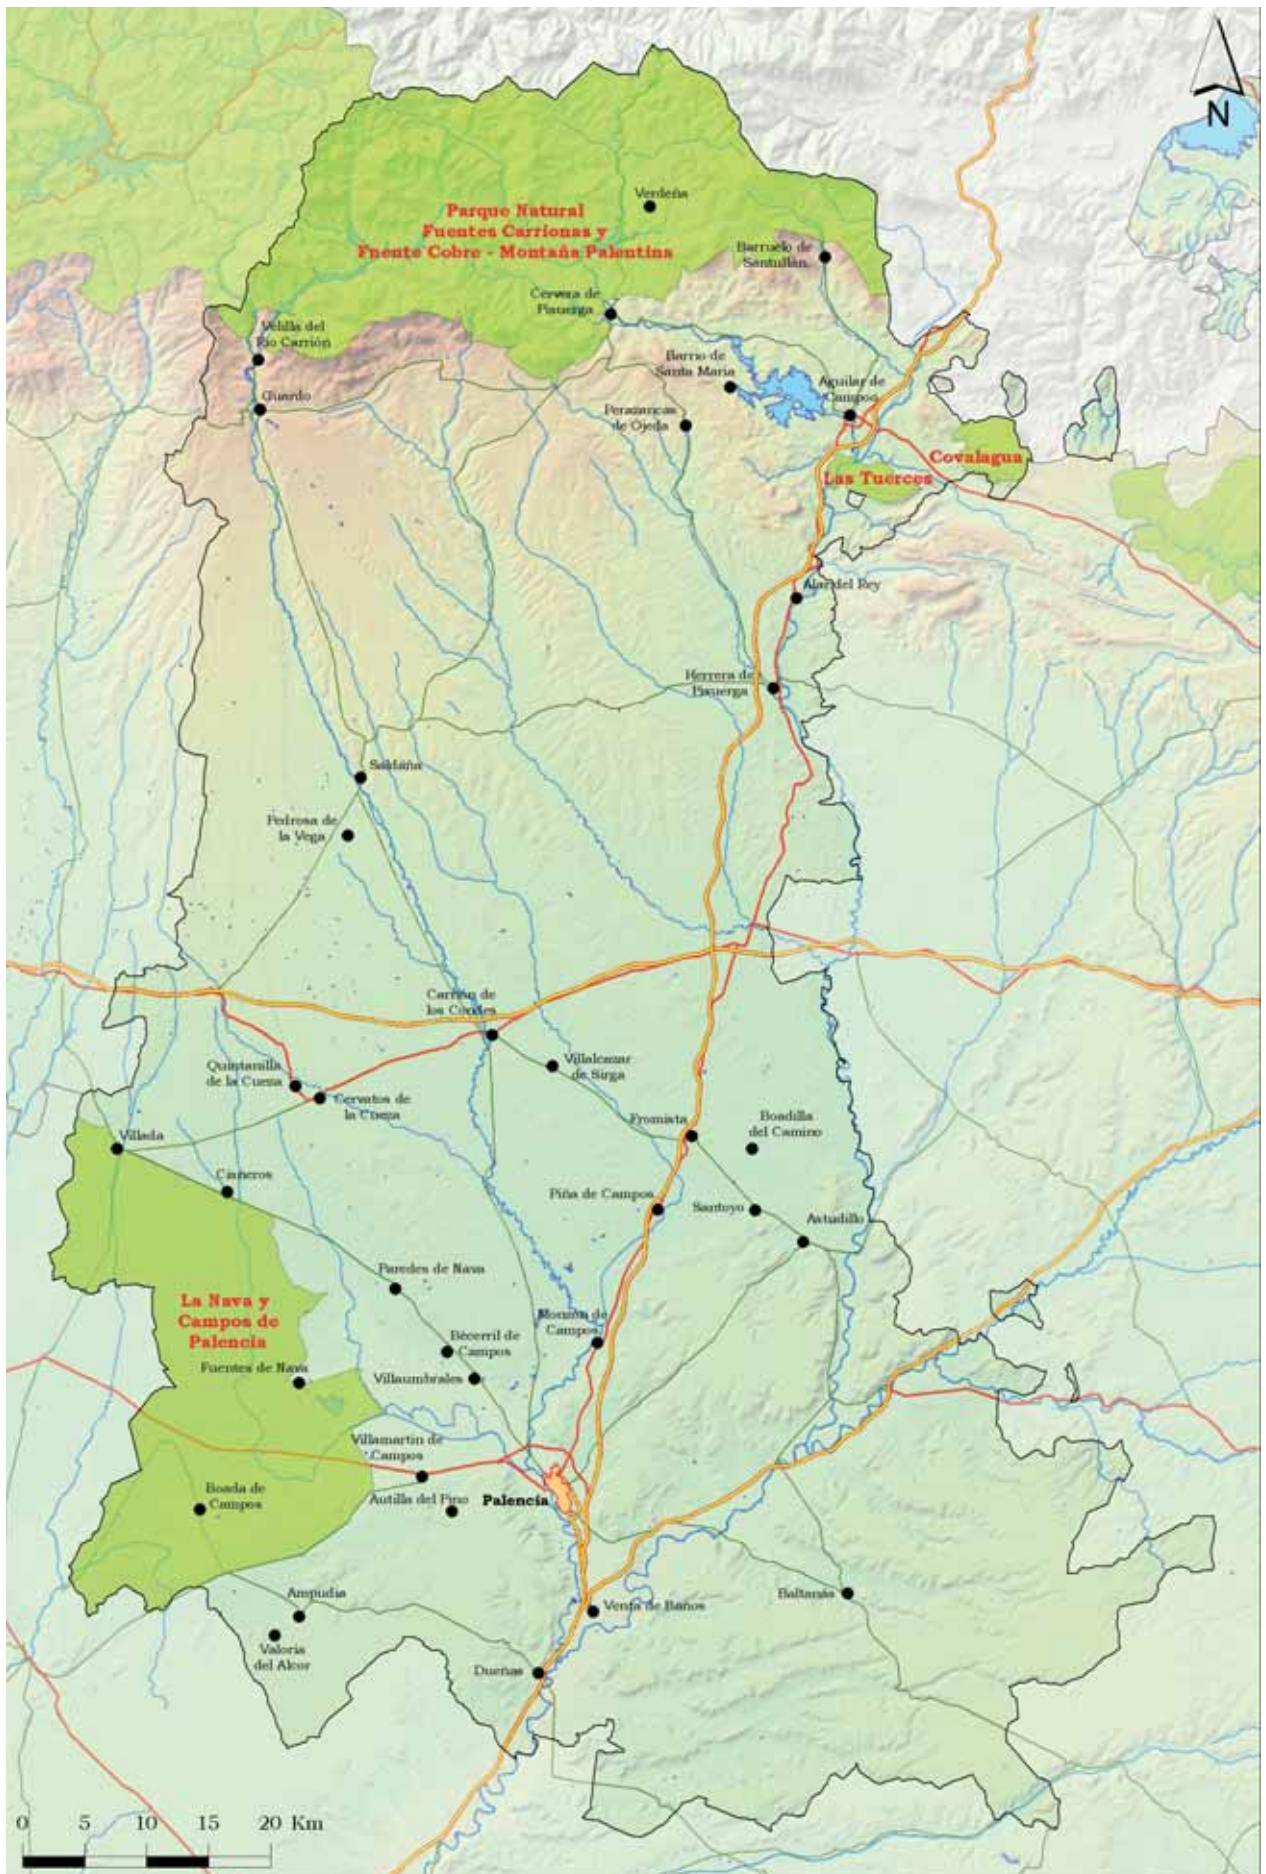 N
Verdeña
Parque Natural
Fuentes Carrionas y
Fuente Cobre - Montaña Palentina
Barruelo de
Santullán
Cervera de
Pisuerga
Velilla del
Río Carrión
Barrio de
Santa María
Aguilar de
Campoo
Guardo
Perazancas
de Ojeda
Covalagua
Las Tuerces
Alar del Rey
Herrera de
Pisuerga
Saldaña
Pedrosa de
la Vega
Carrión de
los Condes
Quintanilla
de la Cueza
Villalcazar
de Sirga
Cervatos de
la Cueza
Fromista
Boadilla
del Camino
Villada
Cisneros
Piña de Campos
Santoyo
Astudillo
Paredes de Nava
La Nava y
Campos de
Palencia
Monzón de
Campos
Becerril de
Campos
Fuentes de Nava
Villaumbrales
Villamartín de
Campos
Boada de
Campos
Autilla del Pino
Palencia
Ampudia
Venta de Baños
Baltanás
Valoria
del Alcor
Dueñas
0 5 10 15 20 Km